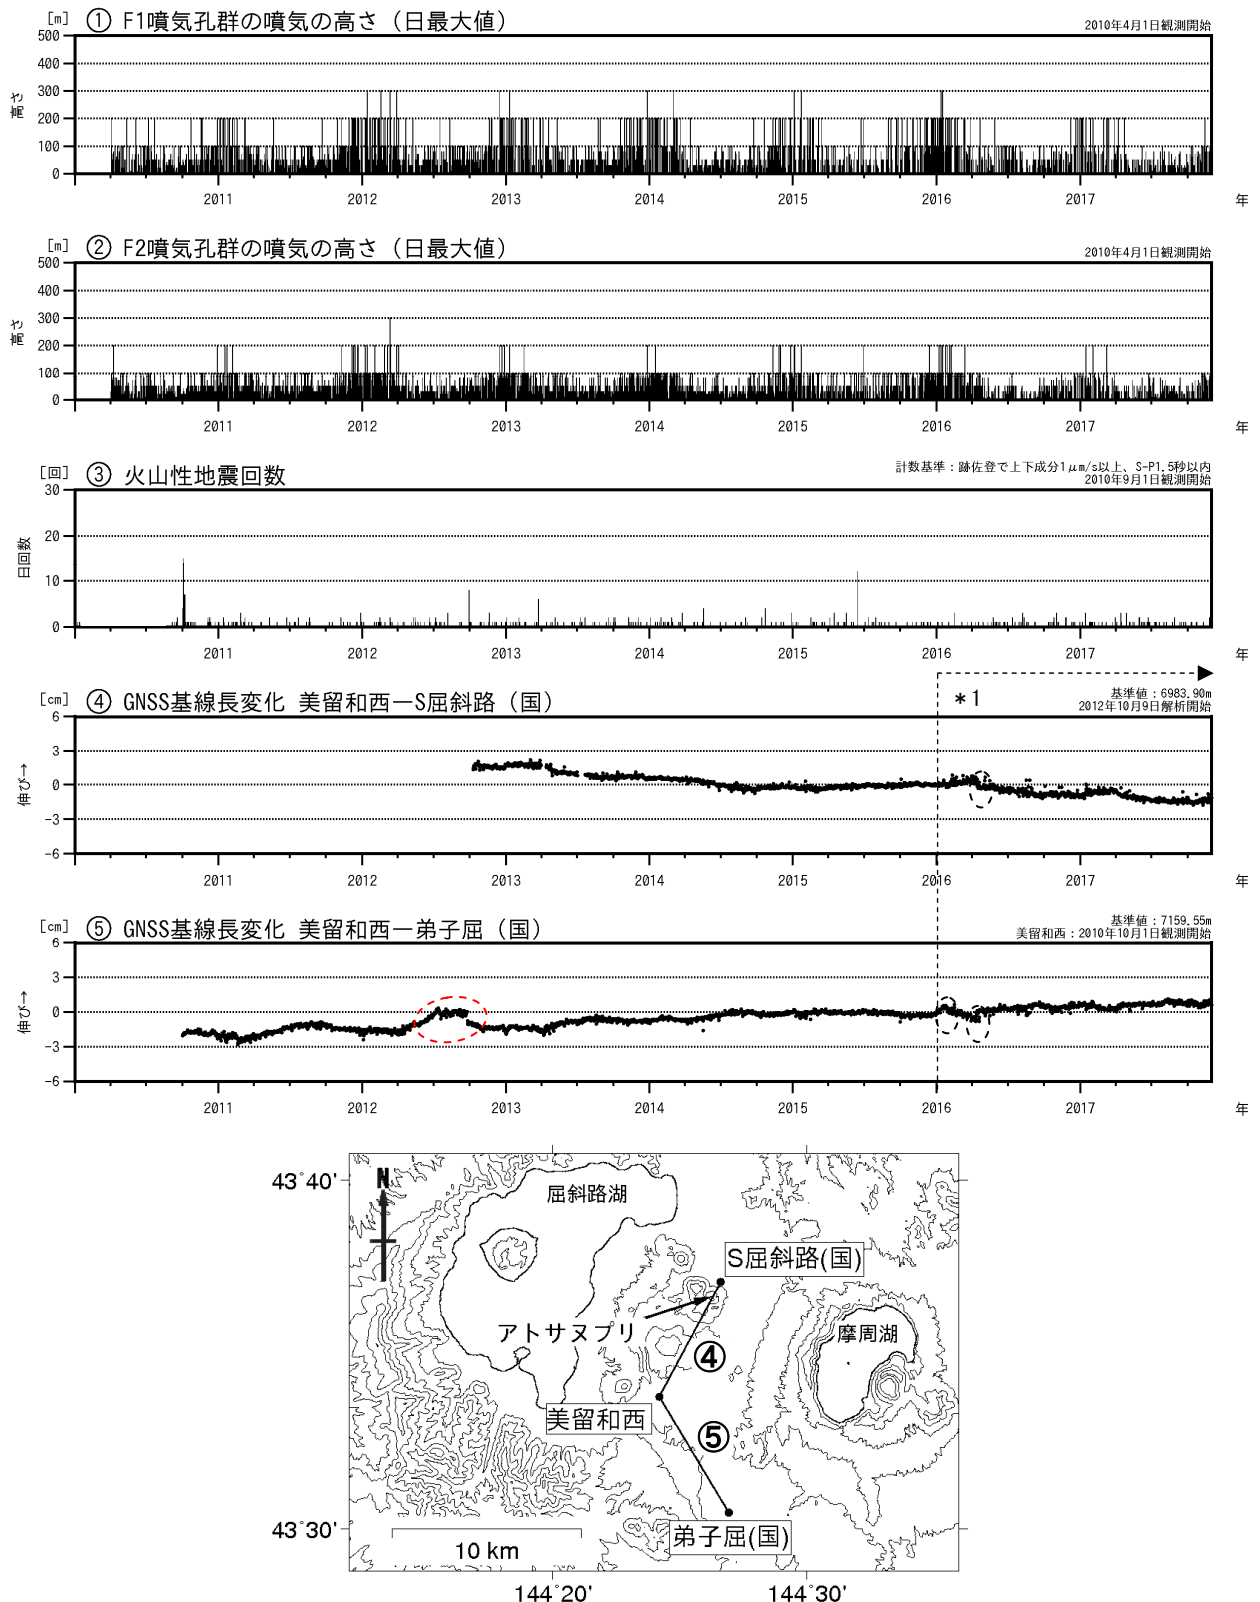 [m] ① F1噴気孔群の噴気の高さ（日最大値）
2010年4月1日観測開始
500
400
300
200
100
0
高さ
2011 2012 2013 2014 2015 2016 2017 年
[m] ② F2噴気孔群の噴気の高さ（日最大値）
2010年4月1日観測開始
500
400
300
200
100
0
高さ
2011 2012 2013 2014 2015 2016 2017 年
[回] ③ 火山性地震回数
計数基準：跡佐登で上下成分1μm/s以上、S-P1.5秒以内
2010年9月1日観測開始
30
20
10
0
日回数
2011 2012 2013 2014 2015 2016 2017 年
[cm] ④ GNSS基線長変化 美留和西－S屈斜路（国）
＊1
基準値：6983.90m
2012年10月9日解析開始
6
3
0
-3
-6
伸び→
2011 2012 2013 2014 2015 2016 2017 年
[cm] ⑤ GNSS基線長変化 美留和西－弟子屈（国）
基準値：7159.55m
美留和西：2010年10月1日観測開始
6
3
0
-3
-6
伸び→
2011 2012 2013 2014 2015 2016 2017 年
43°40'
N
屈斜路湖
S屈斜路(国)
アトサヌプリ
摩周湖
④
美留和西
⑤
43°30'
弟子屈(国)
10 km
144°20' 144°30'